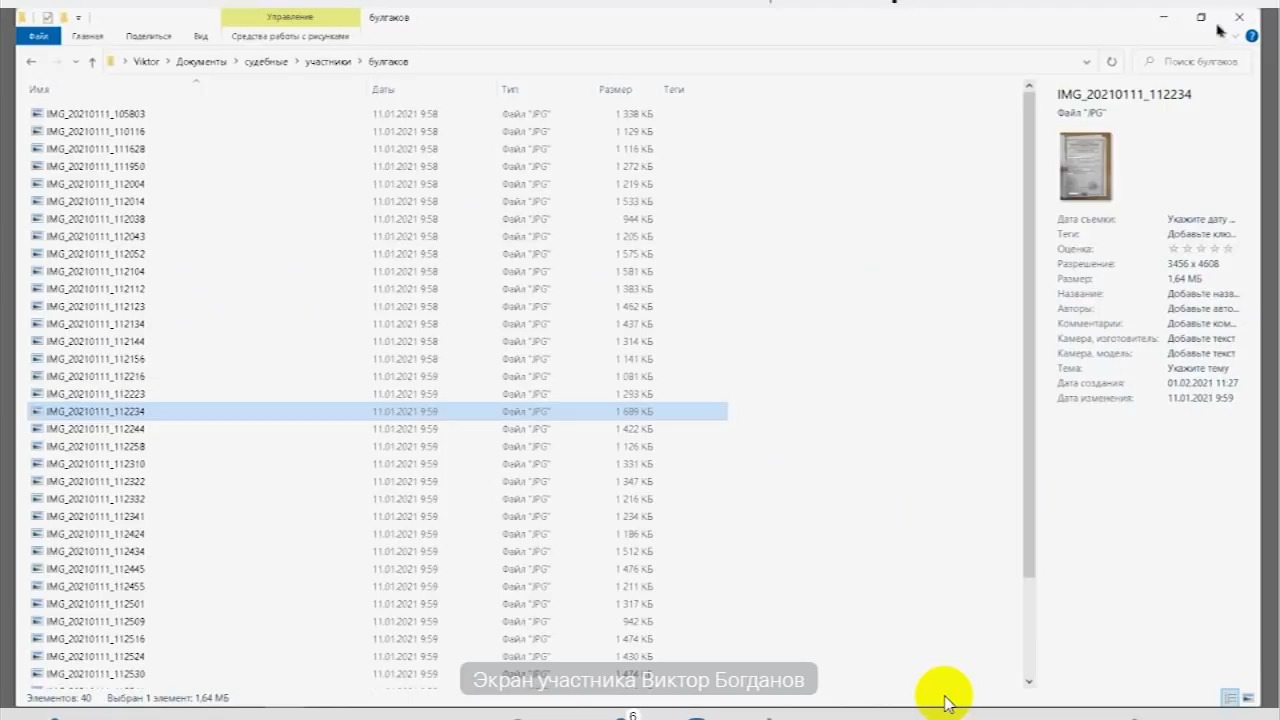 Управление булгаков
Файл Главная Поделиться Вид Средства работы с рисунками
Viktor Документы судебные участники булгаков Поиск булгаков
Имя Даты Тип Размер Теги
IMG_20210111_105803 11.01.2021 9:58 Файл "JPG" 1 338 КБ
IMG_20210111_110116 11.01.2021 9:58 Файл "JPG" 1 129 КБ
IMG_20210111_111628 11.01.2021 9:58 Файл "JPG" 1 116 КБ
IMG_20210111_111950 11.01.2021 9:58 Файл "JPG" 1 272 КБ
IMG_20210111_112004 11.01.2021 9:58 Файл "JPG" 1 219 КБ
IMG_20210111_112014 11.01.2021 9:58 Файл "JPG" 1 533 КБ
IMG_20210111_112038 11.01.2021 9:58 Файл "JPG" 944 КБ
IMG_20210111_112043 11.01.2021 9:58 Файл "JPG" 1 205 КБ
IMG_20210111_112052 11.01.2021 9:58 Файл "JPG" 1 575 КБ
IMG_20210111_112104 11.01.2021 9:58 Файл "JPG" 1 581 КБ
IMG_20210111_112112 11.01.2021 9:58 Файл "JPG" 1 383 КБ
IMG_20210111_112123 11.01.2021 9:58 Файл "JPG" 1 462 КБ
IMG_20210111_112134 11.01.2021 9:58 Файл "JPG" 1 437 КБ
IMG_20210111_112144 11.01.2021 9:58 Файл "JPG" 1 314 КБ
IMG_20210111_112156 11.01.2021 9:58 Файл "JPG" 1 141 КБ
IMG_20210111_112216 11.01.2021 9:59 Файл "JPG" 1 081 КБ
IMG_20210111_112223 11.01.2021 9:59 Файл "JPG" 1 293 КБ
IMG_20210111_112234 11.01.2021 9:59 Файл "JPG" 1 689 КБ
IMG_20210111_112244 11.01.2021 9:59 Файл "JPG" 1 422 КБ
IMG_20210111_112258 11.01.2021 9:59 Файл "JPG" 1 126 КБ
IMG_20210111_112310 11.01.2021 9:59 Файл "JPG" 1 331 КБ
IMG_20210111_112322 11.01.2021 9:59 Файл "JPG" 1 347 КБ
IMG_20210111_112332 11.01.2021 9:59 Файл "JPG" 1 216 КБ
IMG_20210111_112341 11.01.2021 9:59 Файл "JPG" 1 234 КБ
IMG_20210111_112424 11.01.2021 9:59 Файл "JPG" 1 186 КБ
IMG_20210111_112434 11.01.2021 9:59 Файл "JPG" 1 512 КБ
IMG_20210111_112445 11.01.2021 9:59 Файл "JPG" 1 476 КБ
IMG_20210111_112455 11.01.2021 9:59 Файл "JPG" 1 211 КБ
IMG_20210111_112501 11.01.2021 9:59 Файл "JPG" 1 317 КБ
IMG_20210111_112509 11.01.2021 9:59 Файл "JPG" 942 КБ
IMG_20210111_112516 11.01.2021 9:59 Файл "JPG" 1 474 КБ
IMG_20210111_112524 11.01.2021 9:59 Файл "JPG" 1 430 КБ
IMG_20210111_112530 11.01.2021 9:59 Файл "JPG" 1 474 КБ
IMG_20210111_112234
Файл "JPG"
Дата съемки: Укажите дату ...
Теги: Добавьте клю...
Оценка: ☆ ☆ ☆ ☆ ☆
Разрешение: 3456 x 4608
Размер: 1,64 МБ
Название: Добавьте назв...
Авторы: Добавьте авто...
Комментарии: Добавьте ком...
Камера, изготовитель: Добавьте текст
Камера, модель: Добавьте текст
Тема: Укажите тему
Дата создания: 01.02.2021 11:27
Дата изменения: 11.01.2021 9:59
Экран участника Виктор Богданов
Элементов: 40 Выбран 1 элемент: 1,64 МБ
6